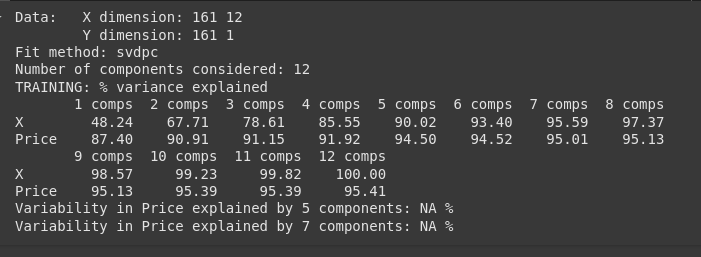 Data:   X dimension: 161 12
        Y dimension: 161 1
Fit method: svdpc
Number of components considered: 12
TRAINING: % variance explained
       1 comps  2 comps  3 comps  4 comps  5 comps  6 comps  7 comps  8 comps
X        48.24    67.71    78.61    85.55    90.02    93.40    95.59    97.37
Price    87.40    90.91    91.15    91.92    94.50    94.52    95.01    95.13
       9 comps  10 comps  11 comps  12 comps
X        98.57     99.23     99.82    100.00
Price    95.13     95.39     95.39     95.41
Variability in Price explained by 5 components: NA %
Variability in Price explained by 7 components: NA %